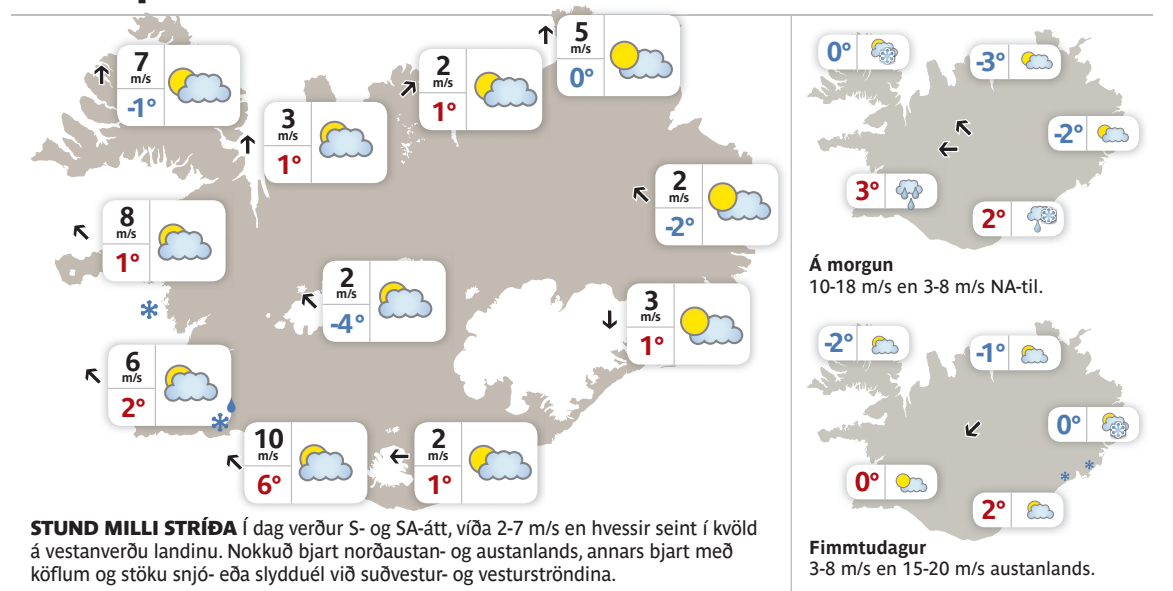 5
m/s
0°
7
m/s
-1°
2
m/s
1°
3
m/s
1°
2
m/s
-2°
8
m/s
1°
2
m/s
-4°
3
m/s
1°
6
m/s
2°
10
m/s
6°
2
m/s
1°
STUND MILLI STRÍÐA Í dag verður S- og SA-átt, víða 2-7 m/s en hvessir seint í kvöld
á vestanverðu landinu. Nokkuð bjart norðaustan- og austanlands, annars bjart með
köflum og stöku snjó- eða slydduél við suðvestur- og vesturströndina.
0°
-3°
-2°
3°
2°
Á morgun
10-18 m/s en 3-8 m/s NA-til.
-2°
-1°
0°
0°
2°
Fimmtudagur
3-8 m/s en 15-20 m/s austanlands.